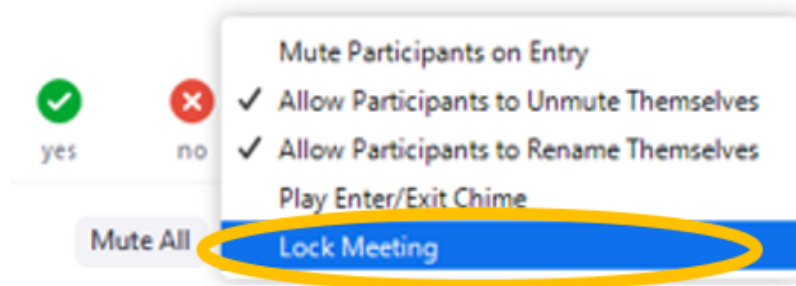 Mute Participants on Entry
Allow Participants to Unmute Themselves
yes
no
Allow Participants to Rename Themselves
Play Enter/Exit Chime
Mute All
Lock Meeting